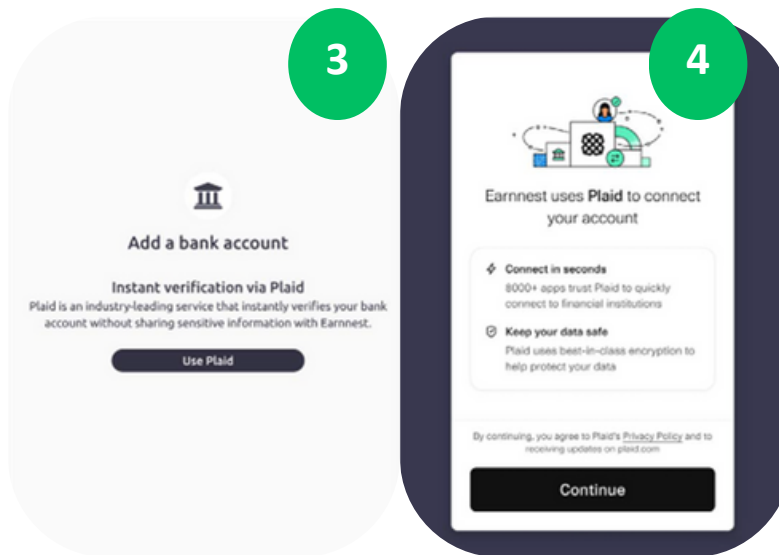 3
Add a bank account
Instant verification via Plaid
Plaid is an industry-leading service that instantly verifies your bank
account without sharing sensitive information with Earnnest.
Use Plaid
4
Earnnest uses Plaid to connect
your account
Connect in seconds
8000+ apps trust Plaid to quickly
connect to financial institutions
Keep your data safe
Plaid uses best-in-class encryption to
help protect your data
By continuing, you agree to Plaid's Privacy Policy and to
receiving updates on plaid.com
Continue